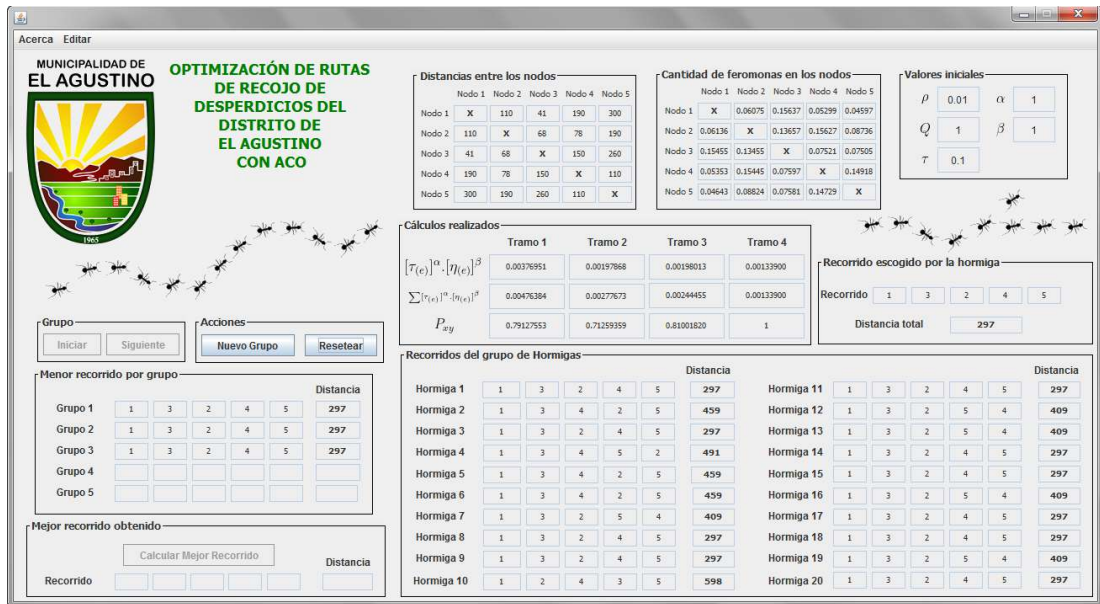 Acerca Editar
MUNICIPALIDAD DE
EL AGUSTINO
1965
OPTIMIZACIÓN DE RUTAS
DE RECOJO DE
DESPERDICIOS DEL
DISTRITO DE
EL AGUSTINO
CON ACO
Distancias entre los nodos
Nodo 1 Nodo 2 Nodo 3 Nodo 4 Nodo 5
Nodo 1 X 110 41 190 300
Nodo 2 110 X 68 78 190
Nodo 3 41 68 X 150 260
Nodo 4 190 78 150 X 110
Nodo 5 300 190 260 110 X
Cantidad de feromonas en los nodos
Nodo 1 Nodo 2 Nodo 3 Nodo 4 Nodo 5
Nodo 1 X 0.06075 0.15637 0.05299 0.04597
Nodo 2 0.06136 X 0.13657 0.15627 0.08736
Nodo 3 0.15455 0.13455 X 0.07521 0.07505
Nodo 4 0.05353 0.15445 0.07597 X 0.14918
Nodo 5 0.04643 0.08824 0.07581 0.14729 X
Valores iniciales
ρ 0.01 α 1
Q 1 β 1
τ 0.1
Cálculos realizados
Tramo 1 Tramo 2 Tramo 3 Tramo 4
[τ(e)]^α.[η(e)]^β 0.00376951 0.00197868 0.00198013 0.00133900
∑[τ(e)]^α.[η(e)]^β 0.00476384 0.00277673 0.00244455 0.00133900
Pxy 0.79127553 0.71259359 0.81001820 1
Recorrido escogido por la hormiga
Recorrido 1 3 2 4 5
Distancia total 297
Grupo
Iniciar Siguiente
Acciones
Nuevo Grupo Resetear
Menor recorrido por grupo
Distancia
Grupo 1 1 3 2 4 5 297
Grupo 2 1 3 2 4 5 297
Grupo 3 1 3 2 4 5 297
Grupo 4
Grupo 5
Mejor recorrido obtenido
Calcular Mejor Recorrido Distancia
Recorrido
Recorridos del grupo de Hormigas
Distancia
Hormiga 1 1 3 2 4 5 297
Hormiga 2 1 3 4 2 5 459
Hormiga 3 1 3 2 4 5 297
Hormiga 4 1 3 4 5 2 491
Hormiga 5 1 3 4 2 5 459
Hormiga 6 1 3 4 2 5 459
Hormiga 7 1 3 2 5 4 409
Hormiga 8 1 3 2 4 5 297
Hormiga 9 1 3 2 4 5 297
Hormiga 10 1 2 4 3 5 598
Distancia
Hormiga 11 1 3 2 4 5 297
Hormiga 12 1 3 2 5 4 409
Hormiga 13 1 3 2 5 4 409
Hormiga 14 1 3 2 4 5 297
Hormiga 15 1 3 2 4 5 297
Hormiga 16 1 3 2 5 4 409
Hormiga 17 1 3 2 4 5 297
Hormiga 18 1 3 2 4 5 297
Hormiga 19 1 3 2 5 4 409
Hormiga 20 1 3 2 4 5 297